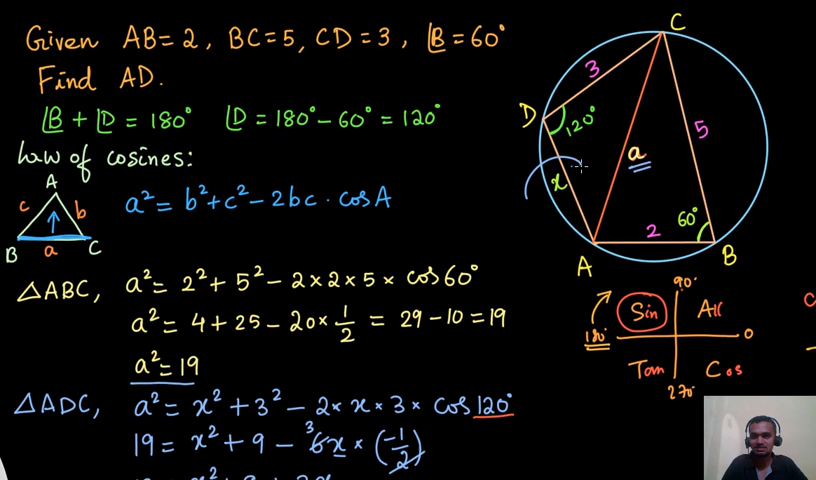 Given AB=2, BC=5, CD=3, ∠B=60°
Find AD.
∠B + ∠D = 180° ∠D = 180° − 60° = 120°
law of cosines:
A
c b
B a C
a² = b² + c² − 2bc · cos A
△ABC, a² = 2² + 5² − 2×2×5× cos 60°
a² = 4 + 25 − 20 × 1/2 = 29 − 10 = 19
a² = 19
△ADC, a² = x² + 3² − 2×x×3× cos 120°
19 = x² + 9 − 3 6x × (−1/2)
C
3
D 120°
5
a
x
2 60°
A B
90°
Sin All
180° 0
Tan Cos
270°